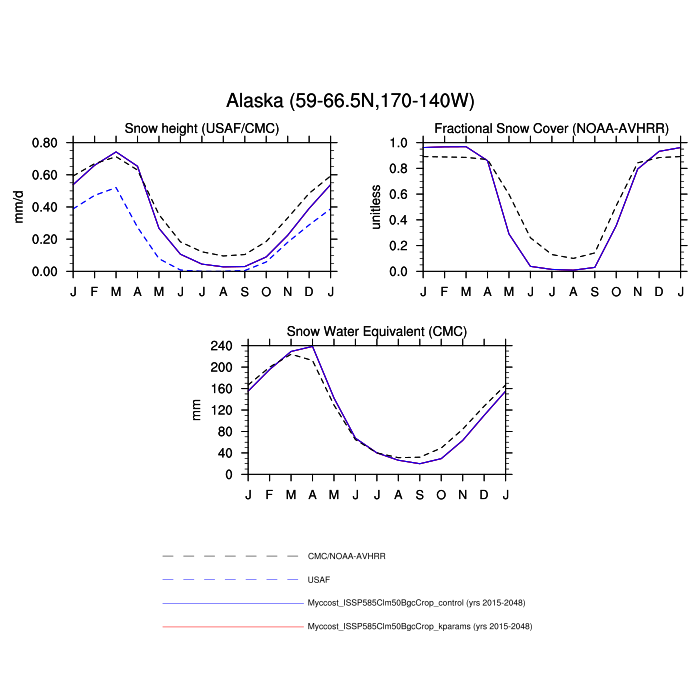 Alaska (59-66.5N,170-140W)
Snow height (USAF/CMC)
mm/d
0.80
0.60
0.40
0.20
0.00
J F M A M J J A S O N D J
Fractional Snow Cover (NOAA-AVHRR)
unitless
1.0
0.8
0.6
0.4
0.2
0.0
J F M A M J J A S O N D J
Snow Water Equivalent (CMC)
mm
240
200
160
120
80
40
0
J F M A M J J A S O N D J
CMC/NOAA-AVHRR
USAF
Myccost_ISSP585Clm50BgcCrop_control (yrs 2015-2048)
Myccost_ISSP585Clm50BgcCrop_kparams (yrs 2015-2048)